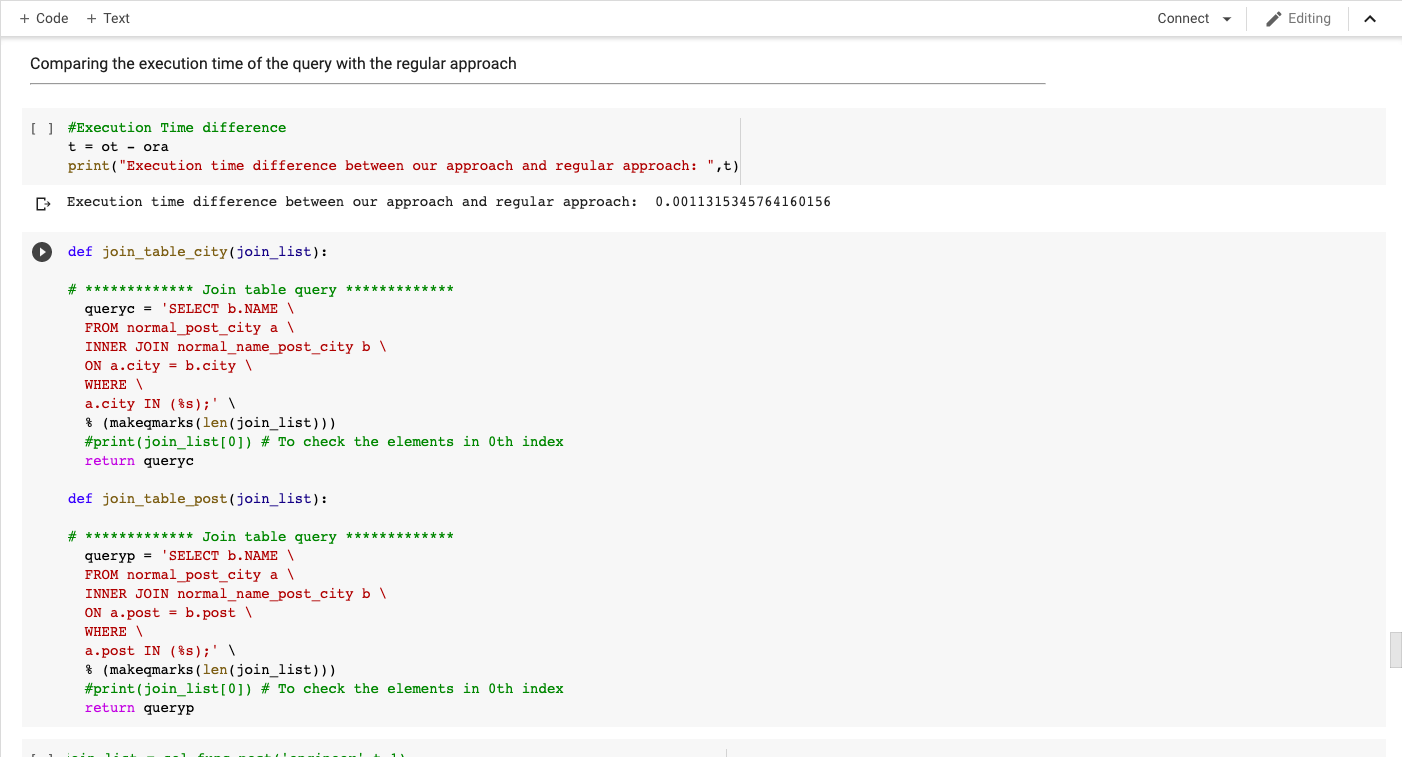 + Code + Text Connect Editing
Comparing the execution time of the query with the regular approach
[ ] #Execution Time difference
t = ot - ora
print("Execution time difference between our approach and regular approach: ",t)
Execution time difference between our approach and regular approach:  0.0011315345764160156
def join_table_city(join_list):
# ************* Join table query *************
queryc = 'SELECT b.NAME \
FROM normal_post_city a \
INNER JOIN normal_name_post_city b \
ON a.city = b.city \
WHERE \
a.city IN (%s);' \
% (makeqmarks(len(join_list)))
#print(join_list[0]) # To check the elements in 0th index
return queryc
def join_table_post(join_list):
# ************* Join table query *************
queryp = 'SELECT b.NAME \
FROM normal_post_city a \
INNER JOIN normal_name_post_city b \
ON a.post = b.post \
WHERE \
a.post IN (%s);' \
% (makeqmarks(len(join_list)))
#print(join_list[0]) # To check the elements in 0th index
return queryp